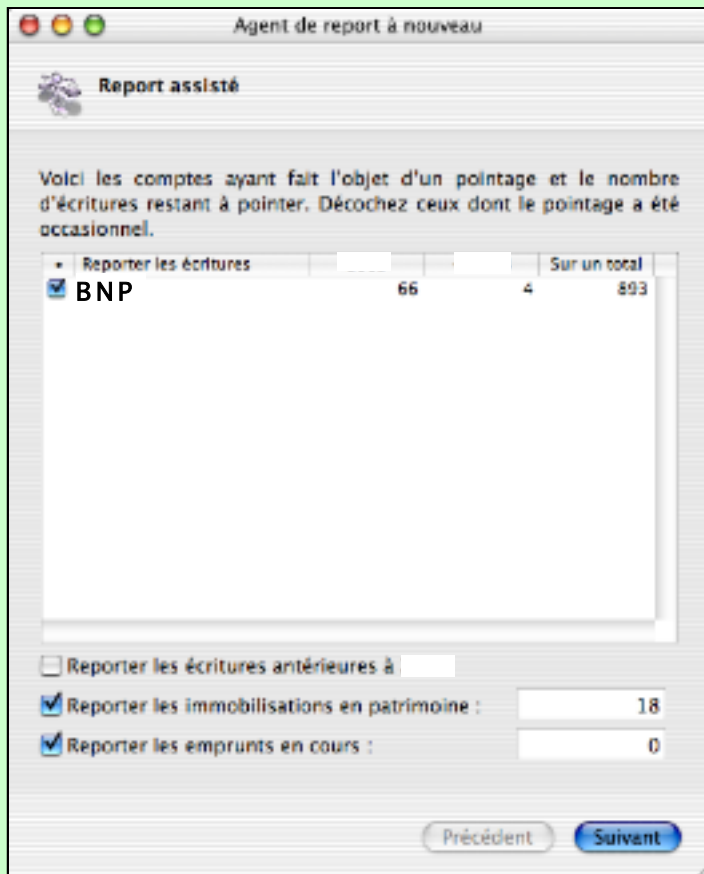 Agent de report à nouveau
Report assisté
Voici les comptes ayant fait l'objet d'un pointage et le nombre
d'écritures restant à pointer. Décochez ceux dont le pointage a été
occasionnel.
• Reporter les écritures Sur un total
BNP 66 4 893
Reporter les écritures antérieures à
Reporter les immobilisations en patrimoine : 18
Reporter les emprunts en cours : 0
Précédent Suivant